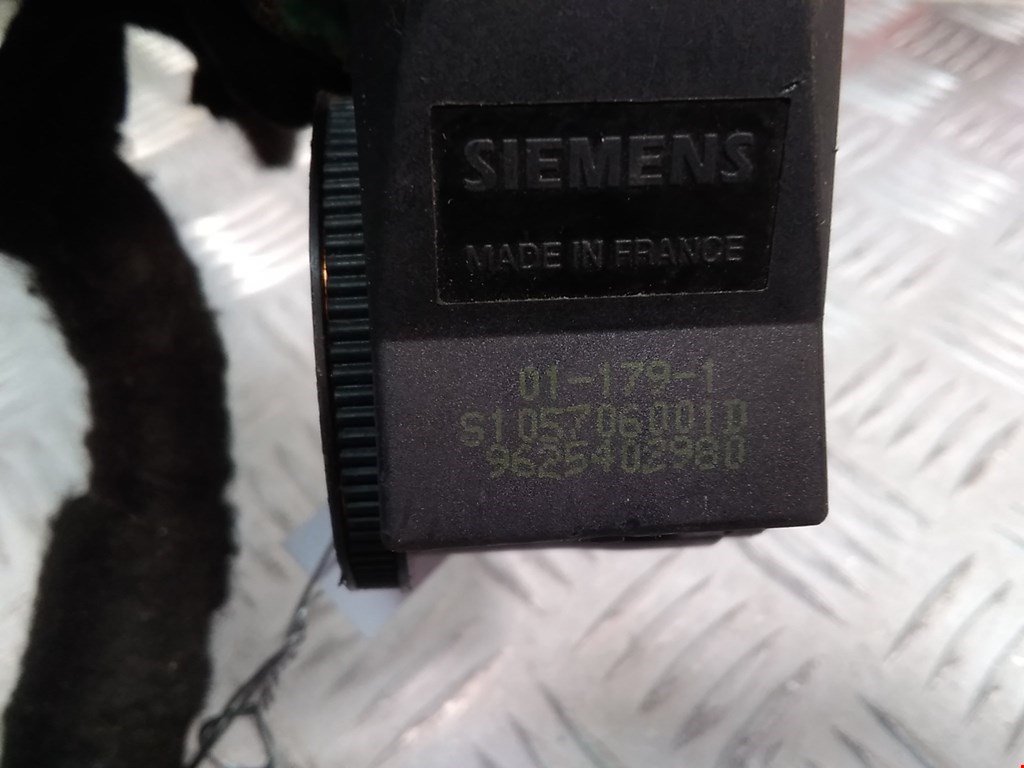 SIEMENS
MADE IN FRANCE
01-179-1
S105706001D
9625402980